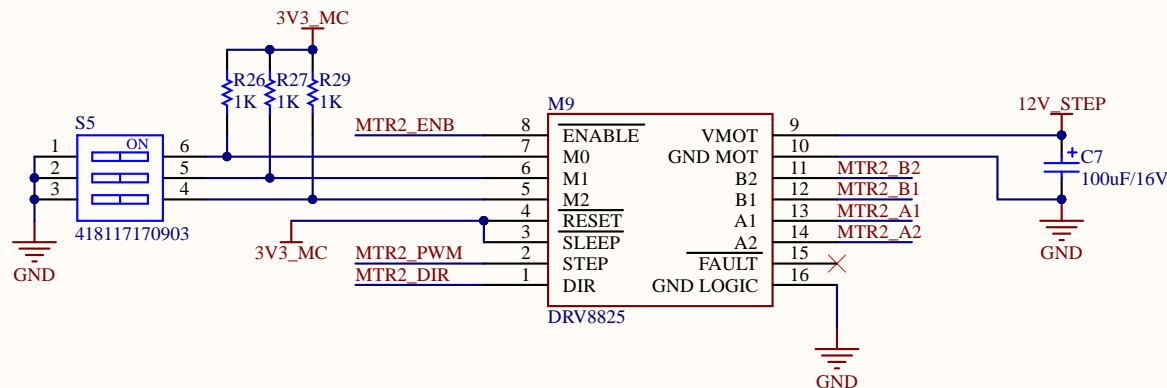 3V3_MC
R26
1K
R27
1K
R29
1K
S5
ON
1
2
3
6
5
4
418117170903
GND
3V3_MC
MTR2_ENB
MTR2_PWM
MTR2_DIR
M9
8 ENABLE
7 M0
6 M1
5 M2
4 RESET
3 SLEEP
2 STEP
1 DIR
VMOT 9
GND MOT 10
B2 11 MTR2_B2
B1 12 MTR2_B1
A1 13 MTR2_A1
A2 14 MTR2_A2
FAULT 15
GND LOGIC 16
DRV8825
12V_STEP
+
C7
100uF/16V
GND
GND